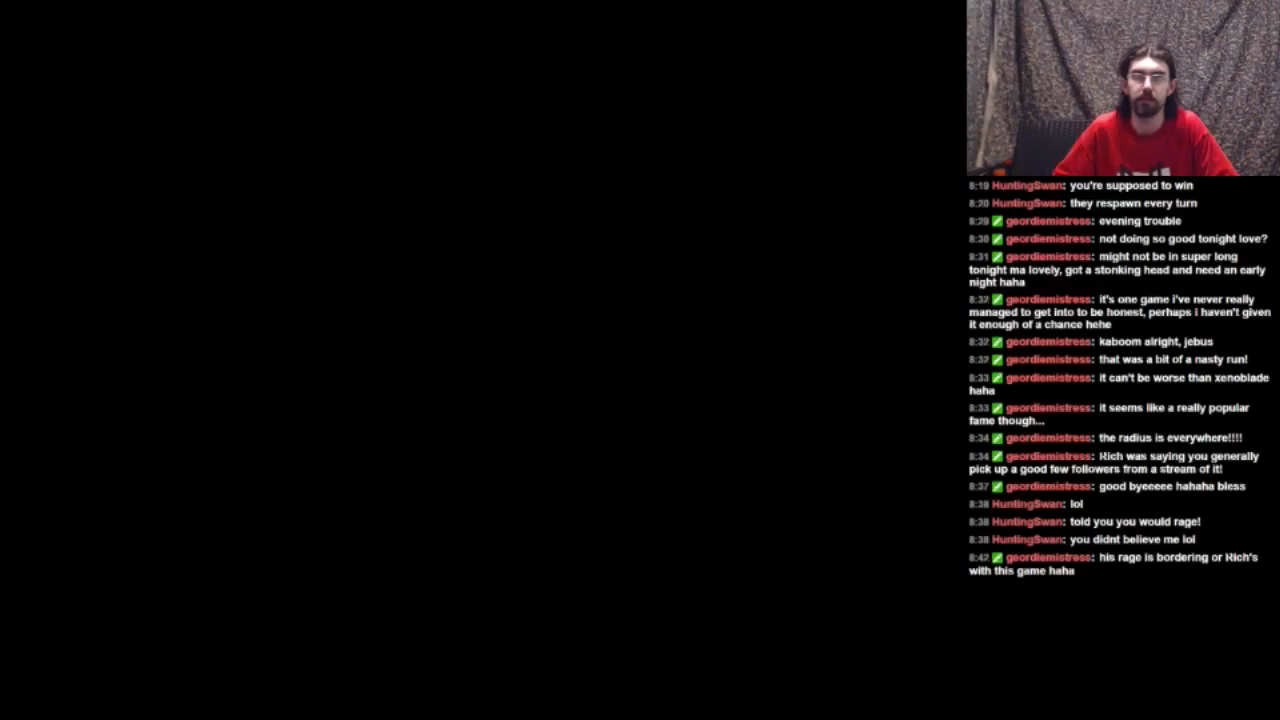 8:19 HuntingSwan: you're supposed to win
8:20 HuntingSwan: they respawn every turn
8:29 geordiemistress: evening trouble
8:30 geordiemistress: not doing so good tonight love?
8:31 geordiemistress: might not be in super long
tonight ma lovely, got a stonking head and need an early
night haha
8:32 geordiemistress: it's one game i've never really
managed to get into to be honest, perhaps i haven't given
it enough of a chance hehe
8:32 geordiemistress: kaboom alright, jebus
8:32 geordiemistress: that was a bit of a nasty run!
8:33 geordiemistress: it can't be worse than xenoblade
haha
8:33 geordiemistress: it seems like a really popular
fame though...
8:34 geordiemistress: the radius is everywhere!!!!
8:34 geordiemistress: Rich was saying you generally
pick up a good few followers from a stream of it!
8:37 geordiemistress: good byeeeee hahaha bless
8:38 HuntingSwan: lol
8:38 HuntingSwan: told you you would rage!
8:38 HuntingSwan: you didnt believe me lol
8:42 geordiemistress: his rage is bordering or Rich's
with this game haha